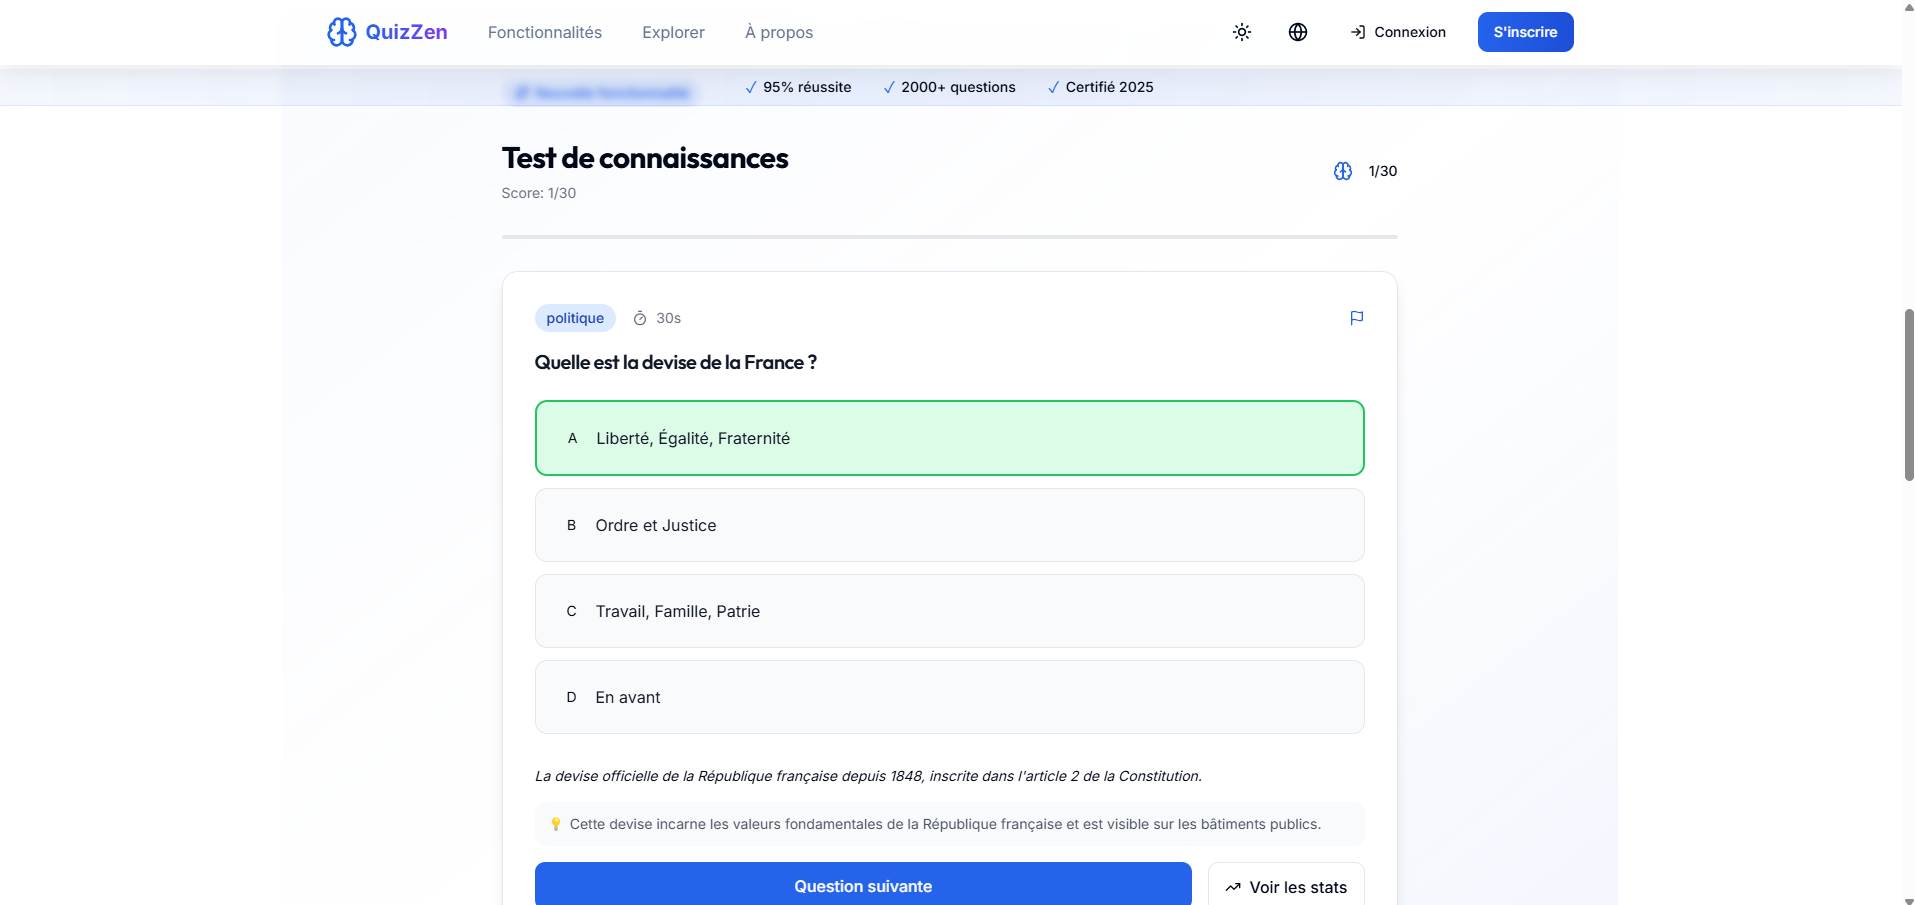 QuizZen
Fonctionnalités
Explorer
À propos
Connexion
S'inscrire
✓ 95% réussite
✓ 2000+ questions
✓ Certifié 2025
Test de connaissances
Score: 1/30
1/30
politique
30s
Quelle est la devise de la France ?
A Liberté, Égalité, Fraternité
B Ordre et Justice
C Travail, Famille, Patrie
D En avant
La devise officielle de la République française depuis 1848, inscrite dans l'article 2 de la Constitution.
💡 Cette devise incarne les valeurs fondamentales de la République française et est visible sur les bâtiments publics.
Question suivante
Voir les stats